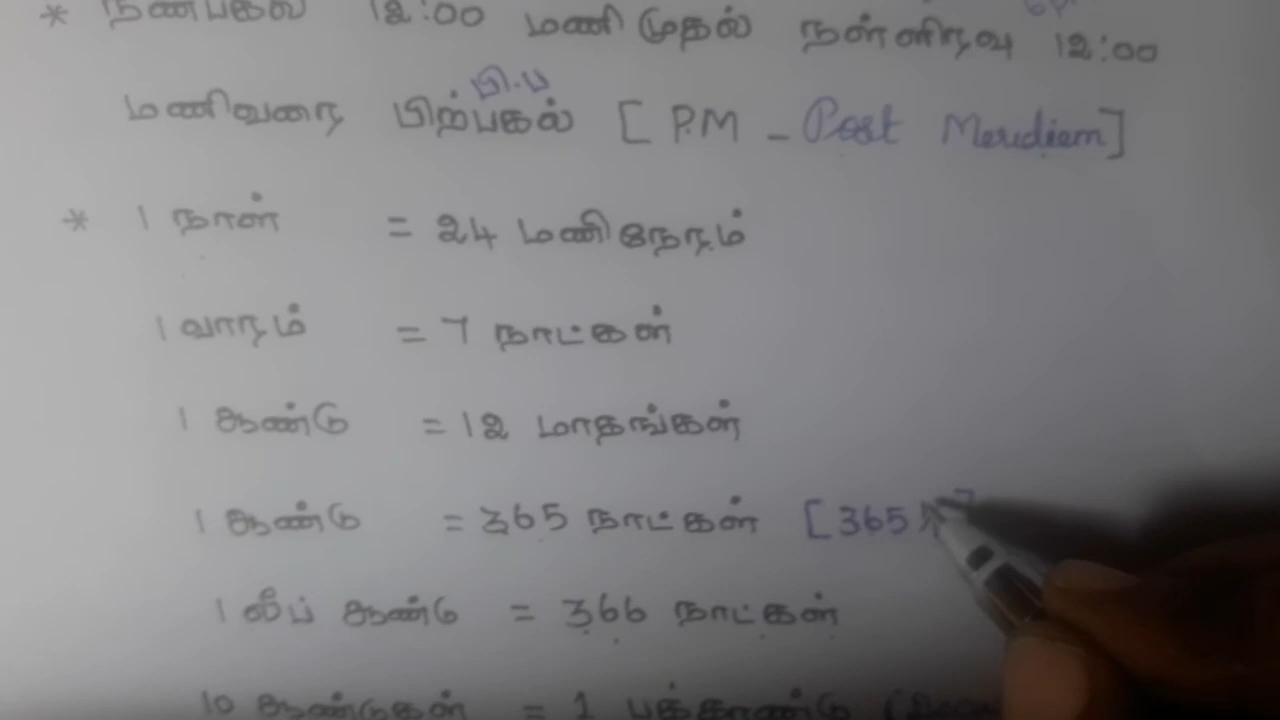 * நண்பகல் 12:00 மணி முதல் நள்ளிரவு 12:00
பி.ப
மணிவரை பிற்பகல் [ P.M - Post Meridiem]
* 1 நாள் = 24 மணிநேரம்
1 வாரம் = 7 நாட்கள்
1 ஆண்டு = 12 மாதங்கள்
1 ஆண்டு = 365 நாட்கள் [365
1 லீப் ஆண்டு = 366 நாட்கள்
10 ஆண்டுகள் = 1 பத்தாண்டு